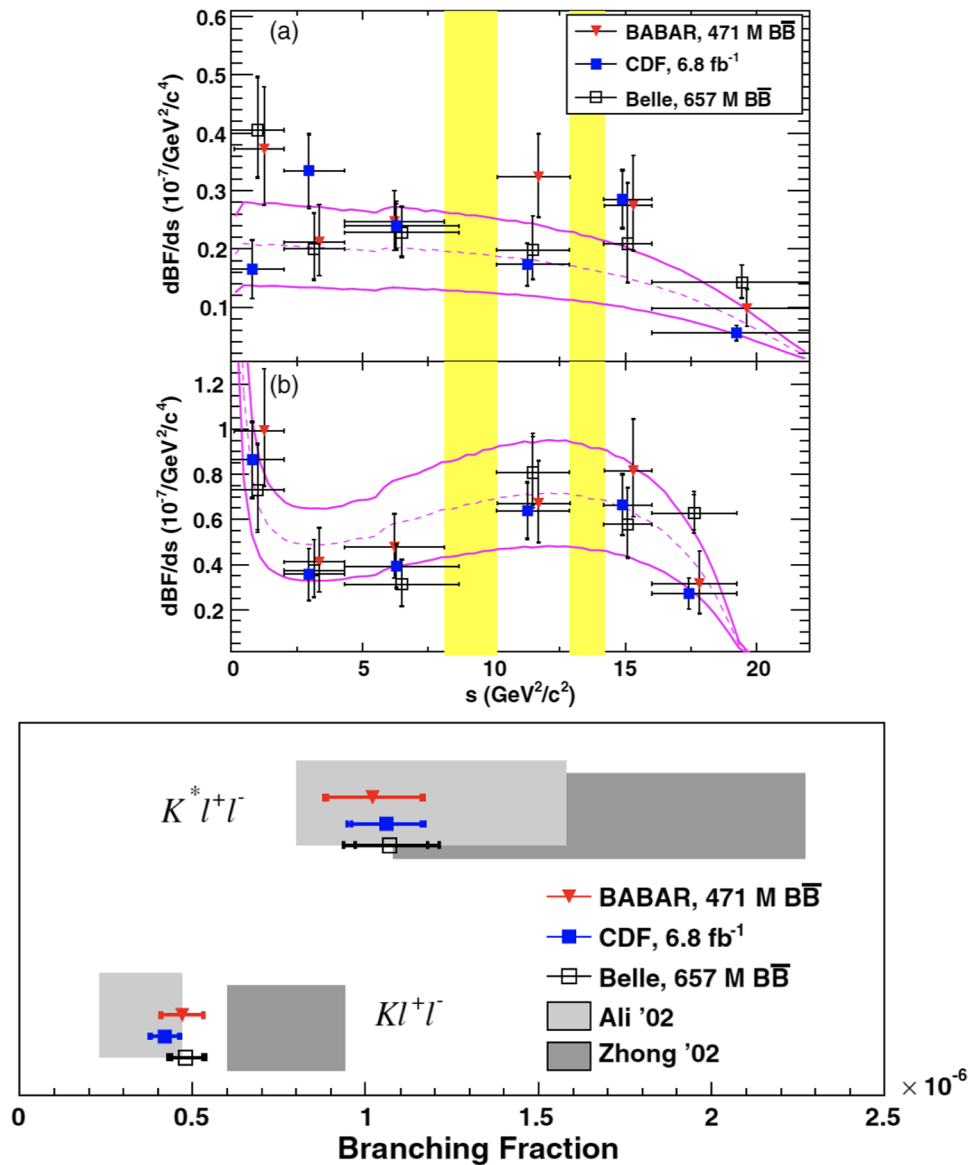 (a)
BABAR, 471 M BB̅
CDF, 6.8 fb⁻¹
Belle, 657 M BB̅
dBF/ds (10⁻⁷/GeV²/c⁴)
0.6
0.5
0.4
0.3
0.2
0.1
(b)
dBF/ds (10⁻⁷/GeV²/c⁴)
1.2
1
0.8
0.6
0.4
0.2
0 5 10 15 20
s (GeV²/c²)
K*l⁺l⁻
BABAR, 471 M BB̅
CDF, 6.8 fb⁻¹
Belle, 657 M BB̅
Kl⁺l⁻
Ali '02
Zhong '02
× 10⁻⁶
0 0.5 1 1.5 2 2.5
Branching Fraction